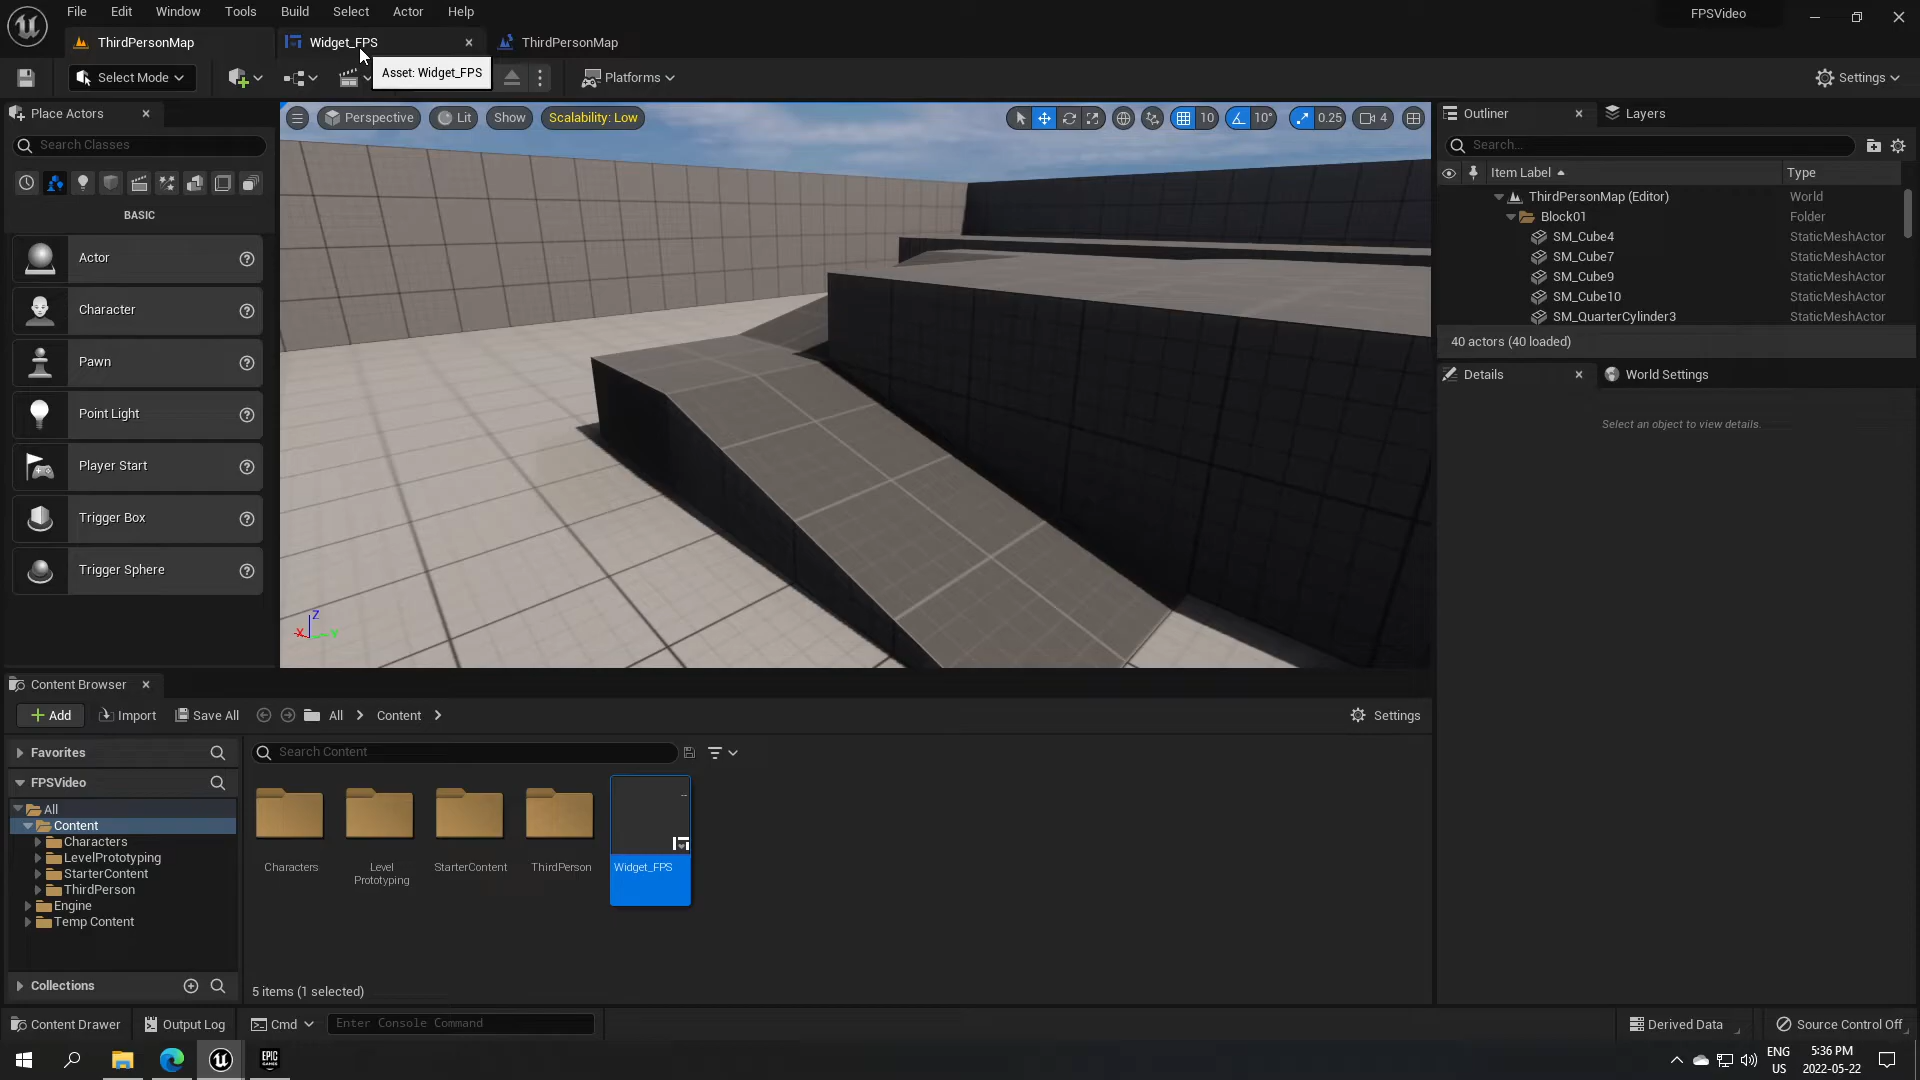 File Edit Window Tools Build Select Actor Help
FPSVideo
ThirdPersonMap
Widget_FPS
ThirdPersonMap
Select Mode
Asset: Widget_FPS
Platforms
Settings
Place Actors
Search Classes
BASIC
Actor
Character
Pawn
Point Light
Player Start
Trigger Box
Trigger Sphere
Perspective
Lit
Show
Scalability: Low
10
10°
0.25
4
Z
X
Y
Outliner
Layers
Search...
Item Label
Type
ThirdPersonMap (Editor) World
Block01 Folder
SM_Cube4 StaticMeshActor
SM_Cube7 StaticMeshActor
SM_Cube9 StaticMeshActor
SM_Cube10 StaticMeshActor
SM_QuarterCylinder3 StaticMeshActor
40 actors (40 loaded)
Details
World Settings
Select an object to view details.
Content Browser
Add
Import
Save All
All
Content
Settings
Favorites
FPSVideo
All
Content
Characters
LevelPrototyping
StarterContent
ThirdPerson
Engine
Temp Content
Collections
Search Content
Characters
Level
Prototyping
StarterContent
ThirdPerson
Widget_FPS
5 items (1 selected)
Content Drawer
Output Log
Cmd
Enter Console Command
Derived Data
Source Control Off
EPIC
GAMES
ENG
US
5:36 PM
2022-05-22